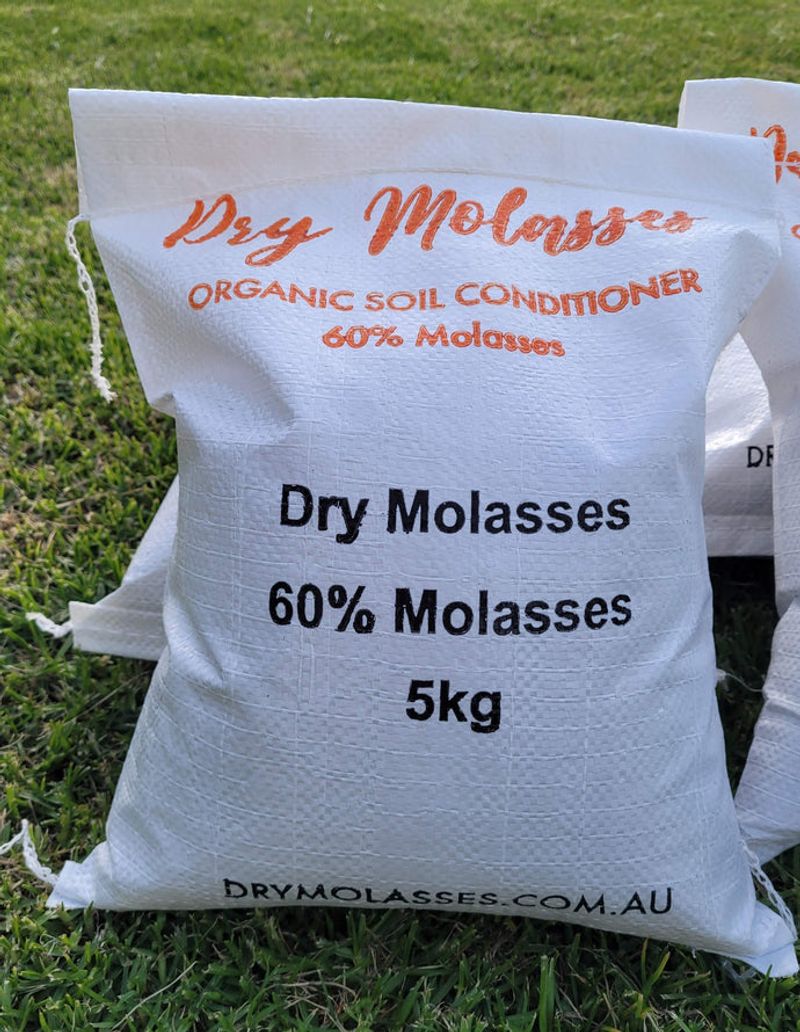 Dry Molasses
ORGANIC SOIL CONDITIONER
60% Molasses
Dry Molasses
60% Molasses
5kg
DRYMOLASSES.COM.AU